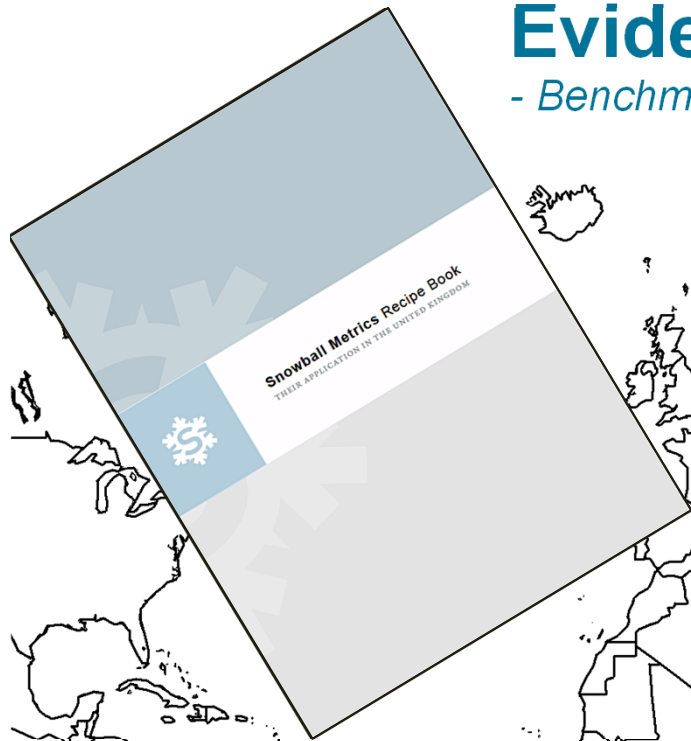 Evide
- Benchm
Snowball Metrics Recipe Book
THEIR APPLICATION IN THE UNITED KINGDOM
S